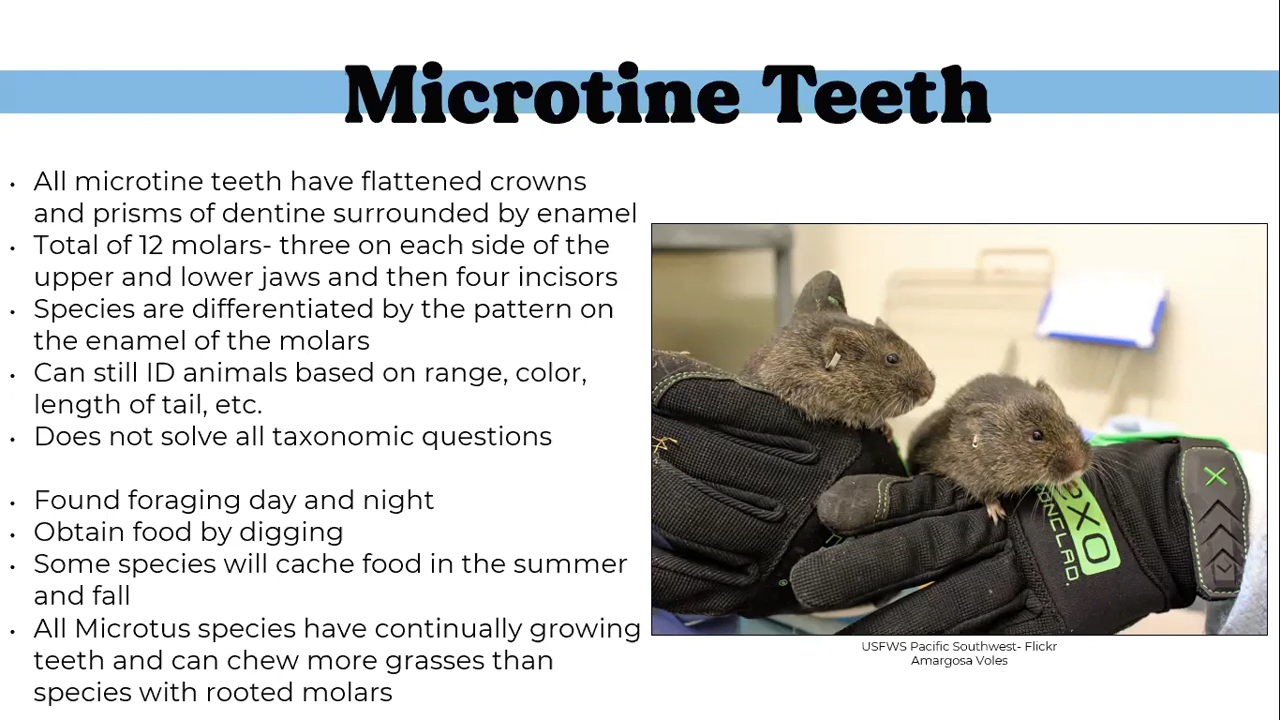 Microtine Teeth
• All microtine teeth have flattened crowns
and prisms of dentine surrounded by enamel
• Total of 12 molars- three on each side of the
upper and lower jaws and then four incisors
• Species are differentiated by the pattern on
the enamel of the molars
• Can still ID animals based on range, color,
length of tail, etc.
• Does not solve all taxonomic questions
• Found foraging day and night
• Obtain food by digging
• Some species will cache food in the summer
and fall
• All Microtus species have continually growing
teeth and can chew more grasses than
species with rooted molars
EXO
IRONCLAD.
X
USFWS Pacific Southwest- Flickr
Amargosa Voles